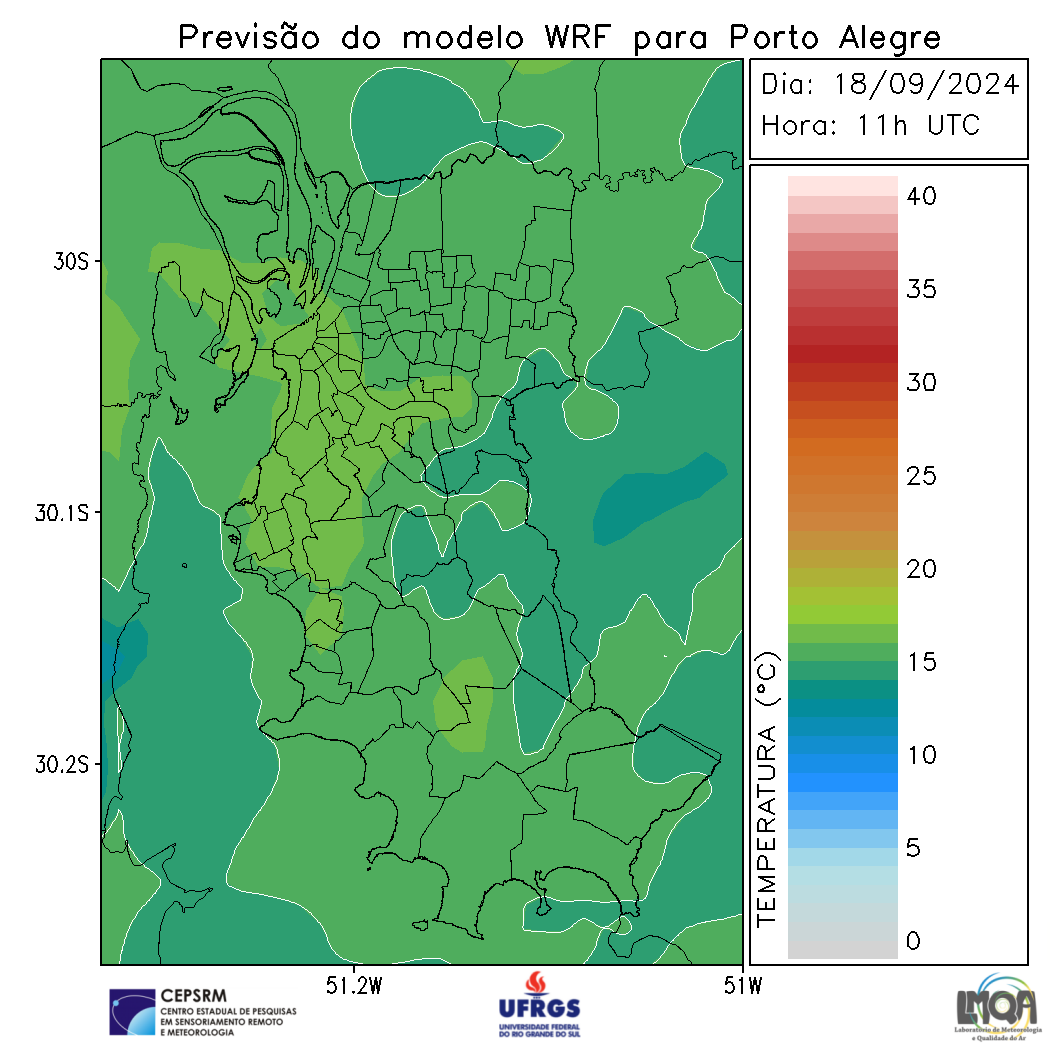 Previsão do modelo WRF para Porto Alegre
Dia: 18/09/2024
Hora: 11h UTC
40
35
30
25
20
15
10
5
0
TEMPERATURA (°C)
30S
30.1S
30.2S
51.2W
51W
CEPSRM
CENTRO ESTADUAL DE PESQUISAS
EM SENSORIAMENTO REMOTO
E METEOROLOGIA
UFRGS
UNIVERSIDADE FEDERAL
DO RIO GRANDE DO SUL
LMQA
Laboratório de Meteorologia
e Qualidade do Ar